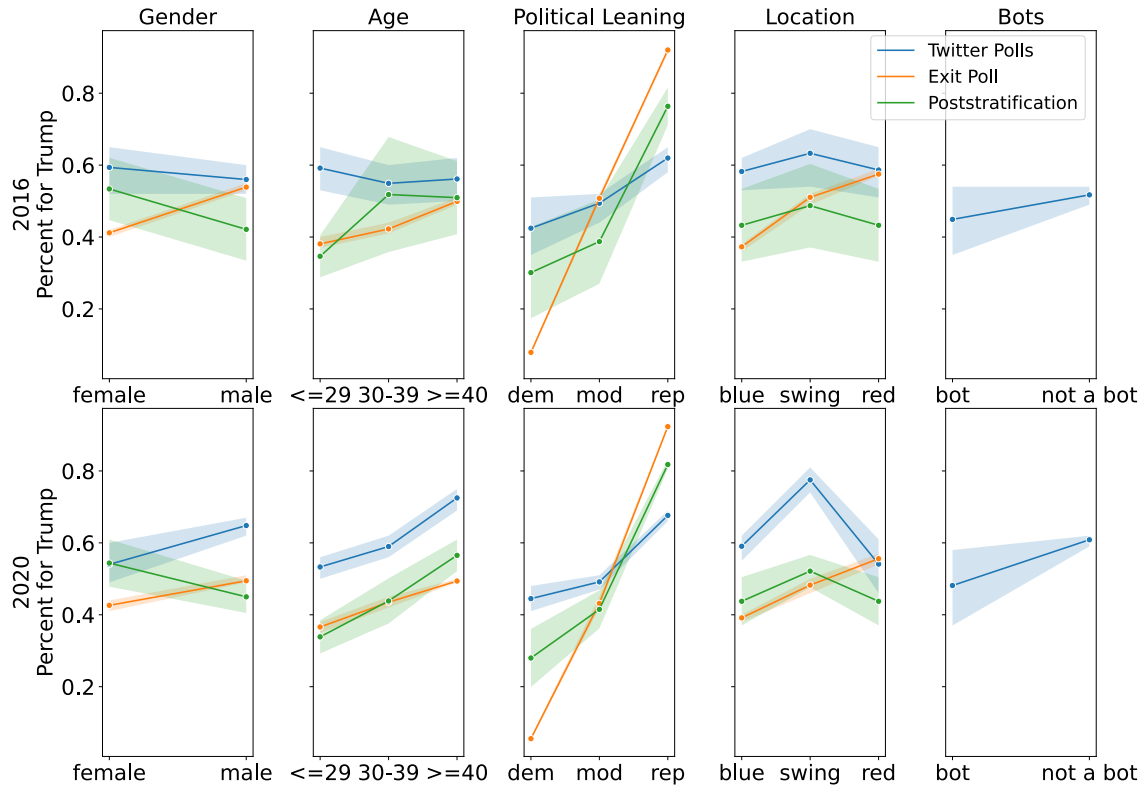 Gender Age Political Leaning Location Bots
Twitter Polls
Exit Poll
Poststratification
2016
Percent for Trump
0.8
0.6
0.4
0.2
female male <=29 30-39 >=40 dem mod rep blue swing red bot not a bot
2020
Percent for Trump
0.8
0.6
0.4
0.2
female male <=29 30-39 >=40 dem mod rep blue swing red bot not a bot